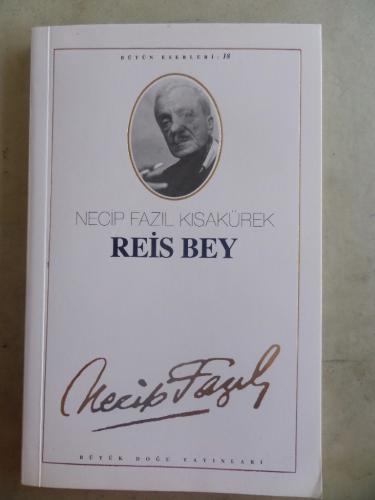 BÜTÜN ESERLERİ: 18
NECİP FAZIL KISAKÜREK
REİS BEY
Necip Fazıl
BÜYÜK DOĞU YAYINLARI